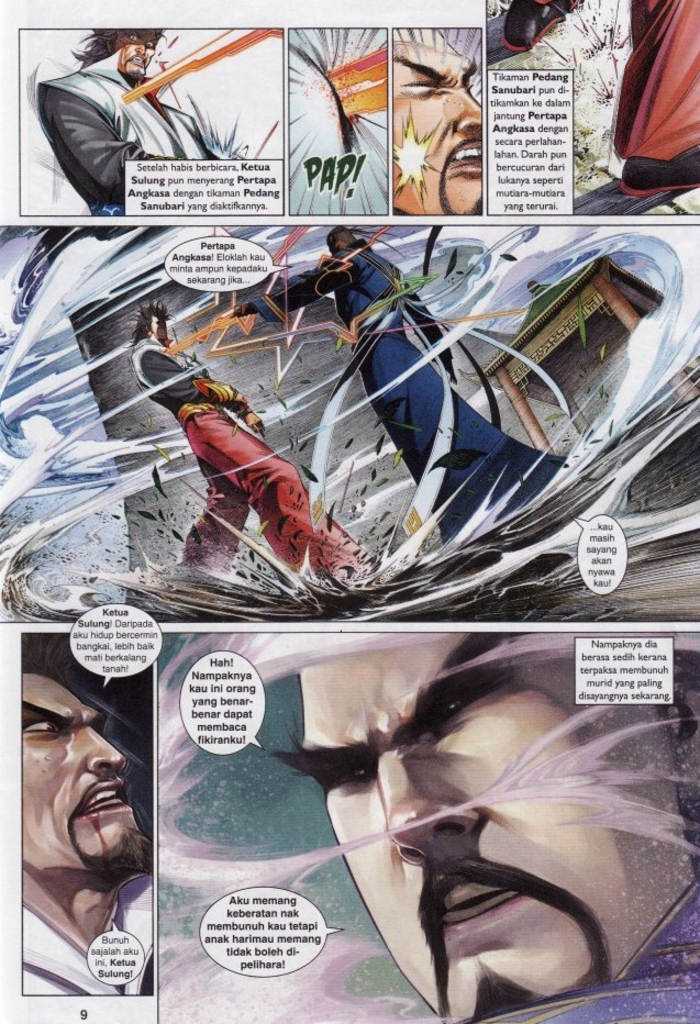 Setelah habis berbicara, Ketua
Sulung pun menyerang Pertapa
Angkasa dengan tikaman Pedang
Sanubari yang diaktifkannya.
PAP!
Tikaman Pedang
Sanubari pun di-
tikamkan ke dalam
jantung Pertapa
Angkasa dengan
secara perlahan-
lahan. Darah pun
bercucuran dari
lukanya seperti
mutiara-mutiara
yang terurai.
Pertapa
Angkasa! Eloklah kau
minta ampun kepadaku
sekarang jika...
...kau
masih
sayang
akan
nyawa
kau!
Ketua
Sulung! Daripada
aku hidup bercermin
bangkai, lebih baik
mati berkalang
tanah!
Bunuh
sajalah aku
ini, Ketua
Sulung!
Hah!
Nampaknya
kau ini orang
yang benar-
benar dapat
membaca
fikiranku!
Nampaknya dia
berasa sedih kerana
terpaksa membunuh
murid yang paling
disayangnya sekarang.
Aku memang
keberatan nak
membunuh kau tetapi
anak harimau memang
tidak boleh di-
pelihara!
9